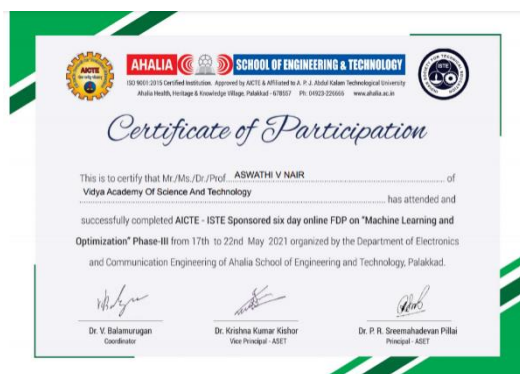 AICTE
AHALIA SCHOOL OF ENGINEERING & TECHNOLOGY
ISO 9001:2015 Certified Institution. Approved by AICTE & Affiliated to A. P. J. Abdul Kalam Technological University
Ahalia Health, Heritage & Knowledge Village, Palakkad - 678557 Ph: 04923-226666 www.ahalia.ac.in
ISTE
Certificate of Participation
This is to certify that Mr./Ms./Dr./Prof ASWATHI V NAIR of
Vidya Academy Of Science And Technology has attended and
successfully completed AICTE - ISTE Sponsored six day online FDP on "Machine Learning and
Optimization" Phase-III from 17th to 22nd May 2021 organized by the Department of Electronics
and Communication Engineering of Ahalia School of Engineering and Technology, Palakkad.
Dr. V. Balamurugan Dr. Krishna Kumar Kishor Dr. P. R. Sreemahadevan Pillai
Coordinator Vice Principal - ASET Principal - ASET